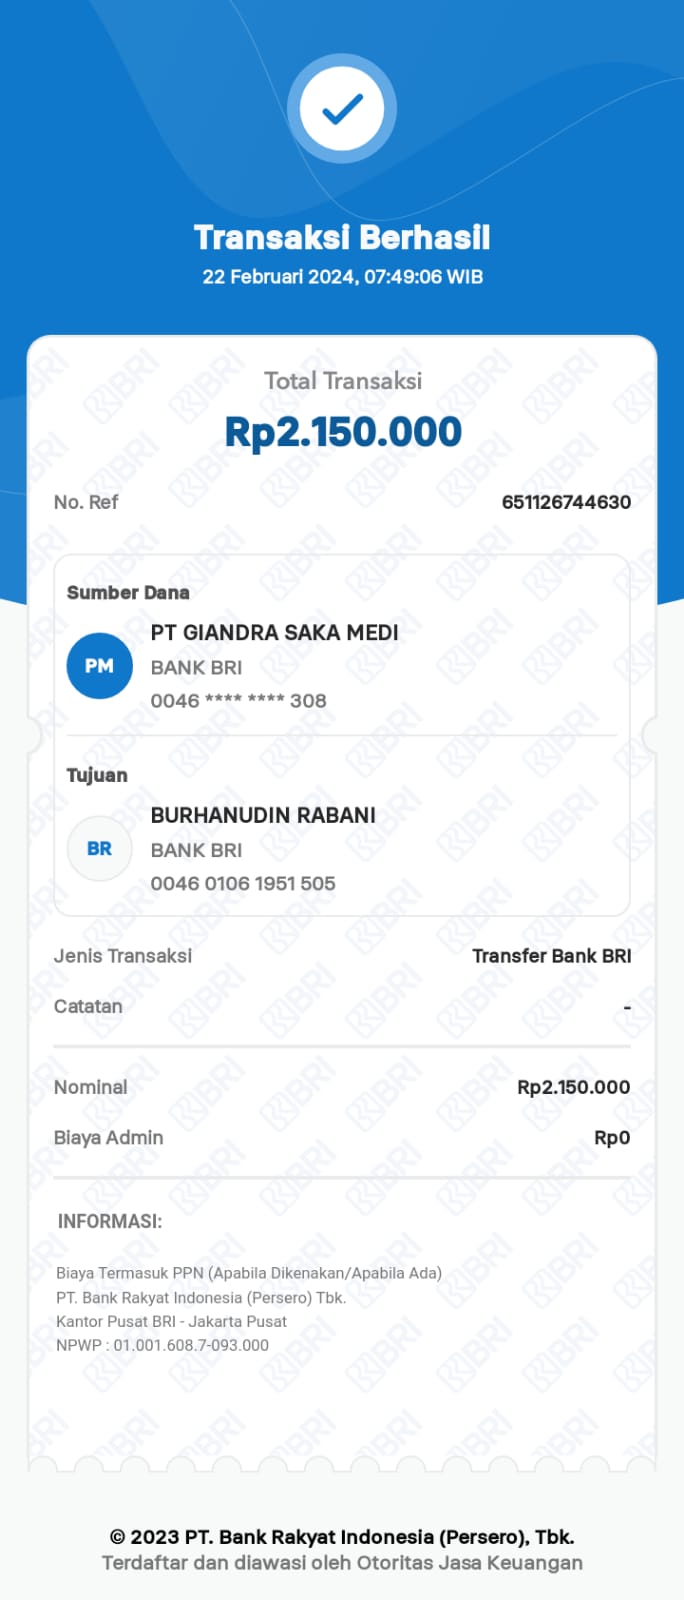 Transaksi Berhasil
22 Februari 2024, 07:49:06 WIB
Total Transaksi
Rp2.150.000
No. Ref 651126744630
Sumber Dana
PM
PT GIANDRA SAKA MEDI
BANK BRI
0046 **** **** 308
Tujuan
BR
BURHANUDIN RABANI
BANK BRI
0046 0106 1951 505
Jenis Transaksi Transfer Bank BRI
Catatan -
Nominal Rp2.150.000
Biaya Admin Rp0
INFORMASI:
Biaya Termasuk PPN (Apabila Dikenakan/Apabila Ada)
PT. Bank Rakyat Indonesia (Persero) Tbk.
Kantor Pusat BRI - Jakarta Pusat
NPWP : 01.001.608.7-093.000
© 2023 PT. Bank Rakyat Indonesia (Persero), Tbk.
Terdaftar dan diawasi oleh Otoritas Jasa Keuangan